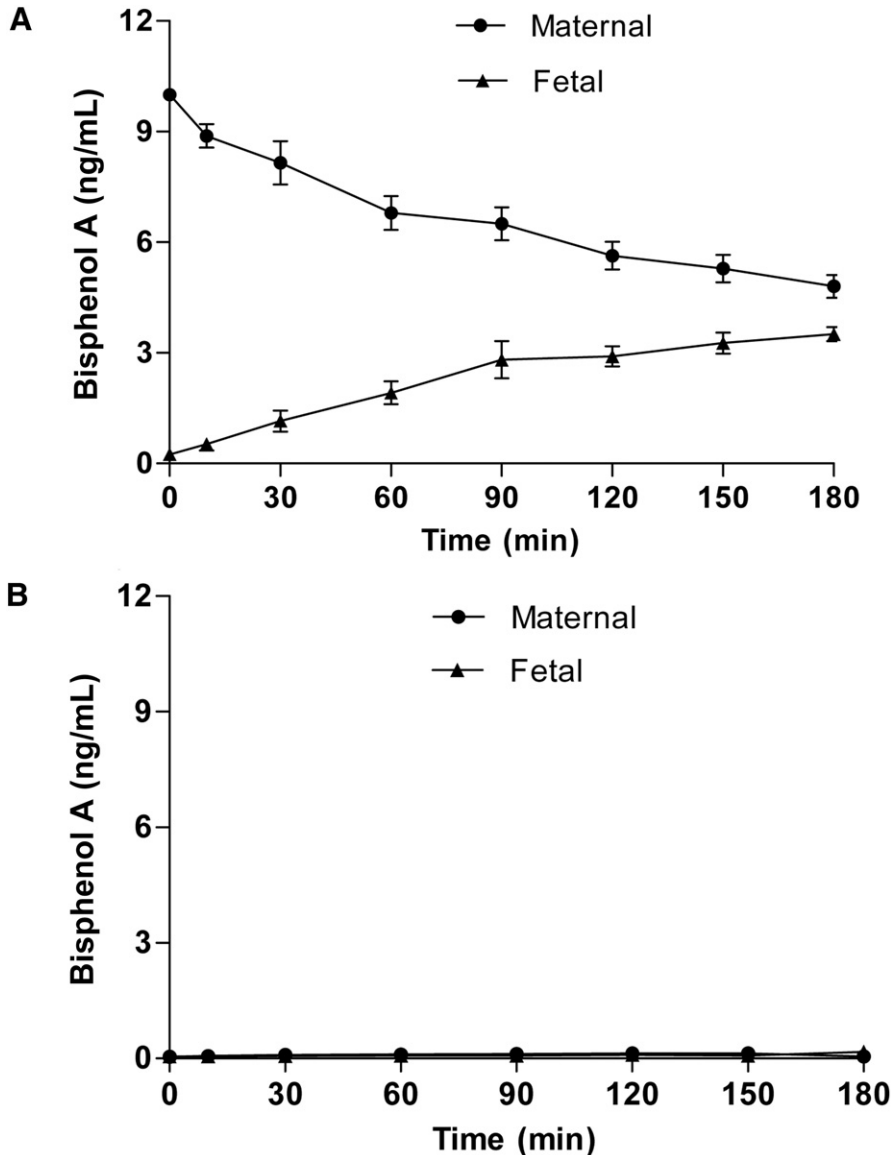 A
Maternal
Fetal
Bisphenol A (ng/mL)
12
9
6
3
0
0 30 60 90 120 150 180
Time (min)
B
Maternal
Fetal
Bisphenol A (ng/mL)
12
9
6
3
0
0 30 60 90 120 150 180
Time (min)